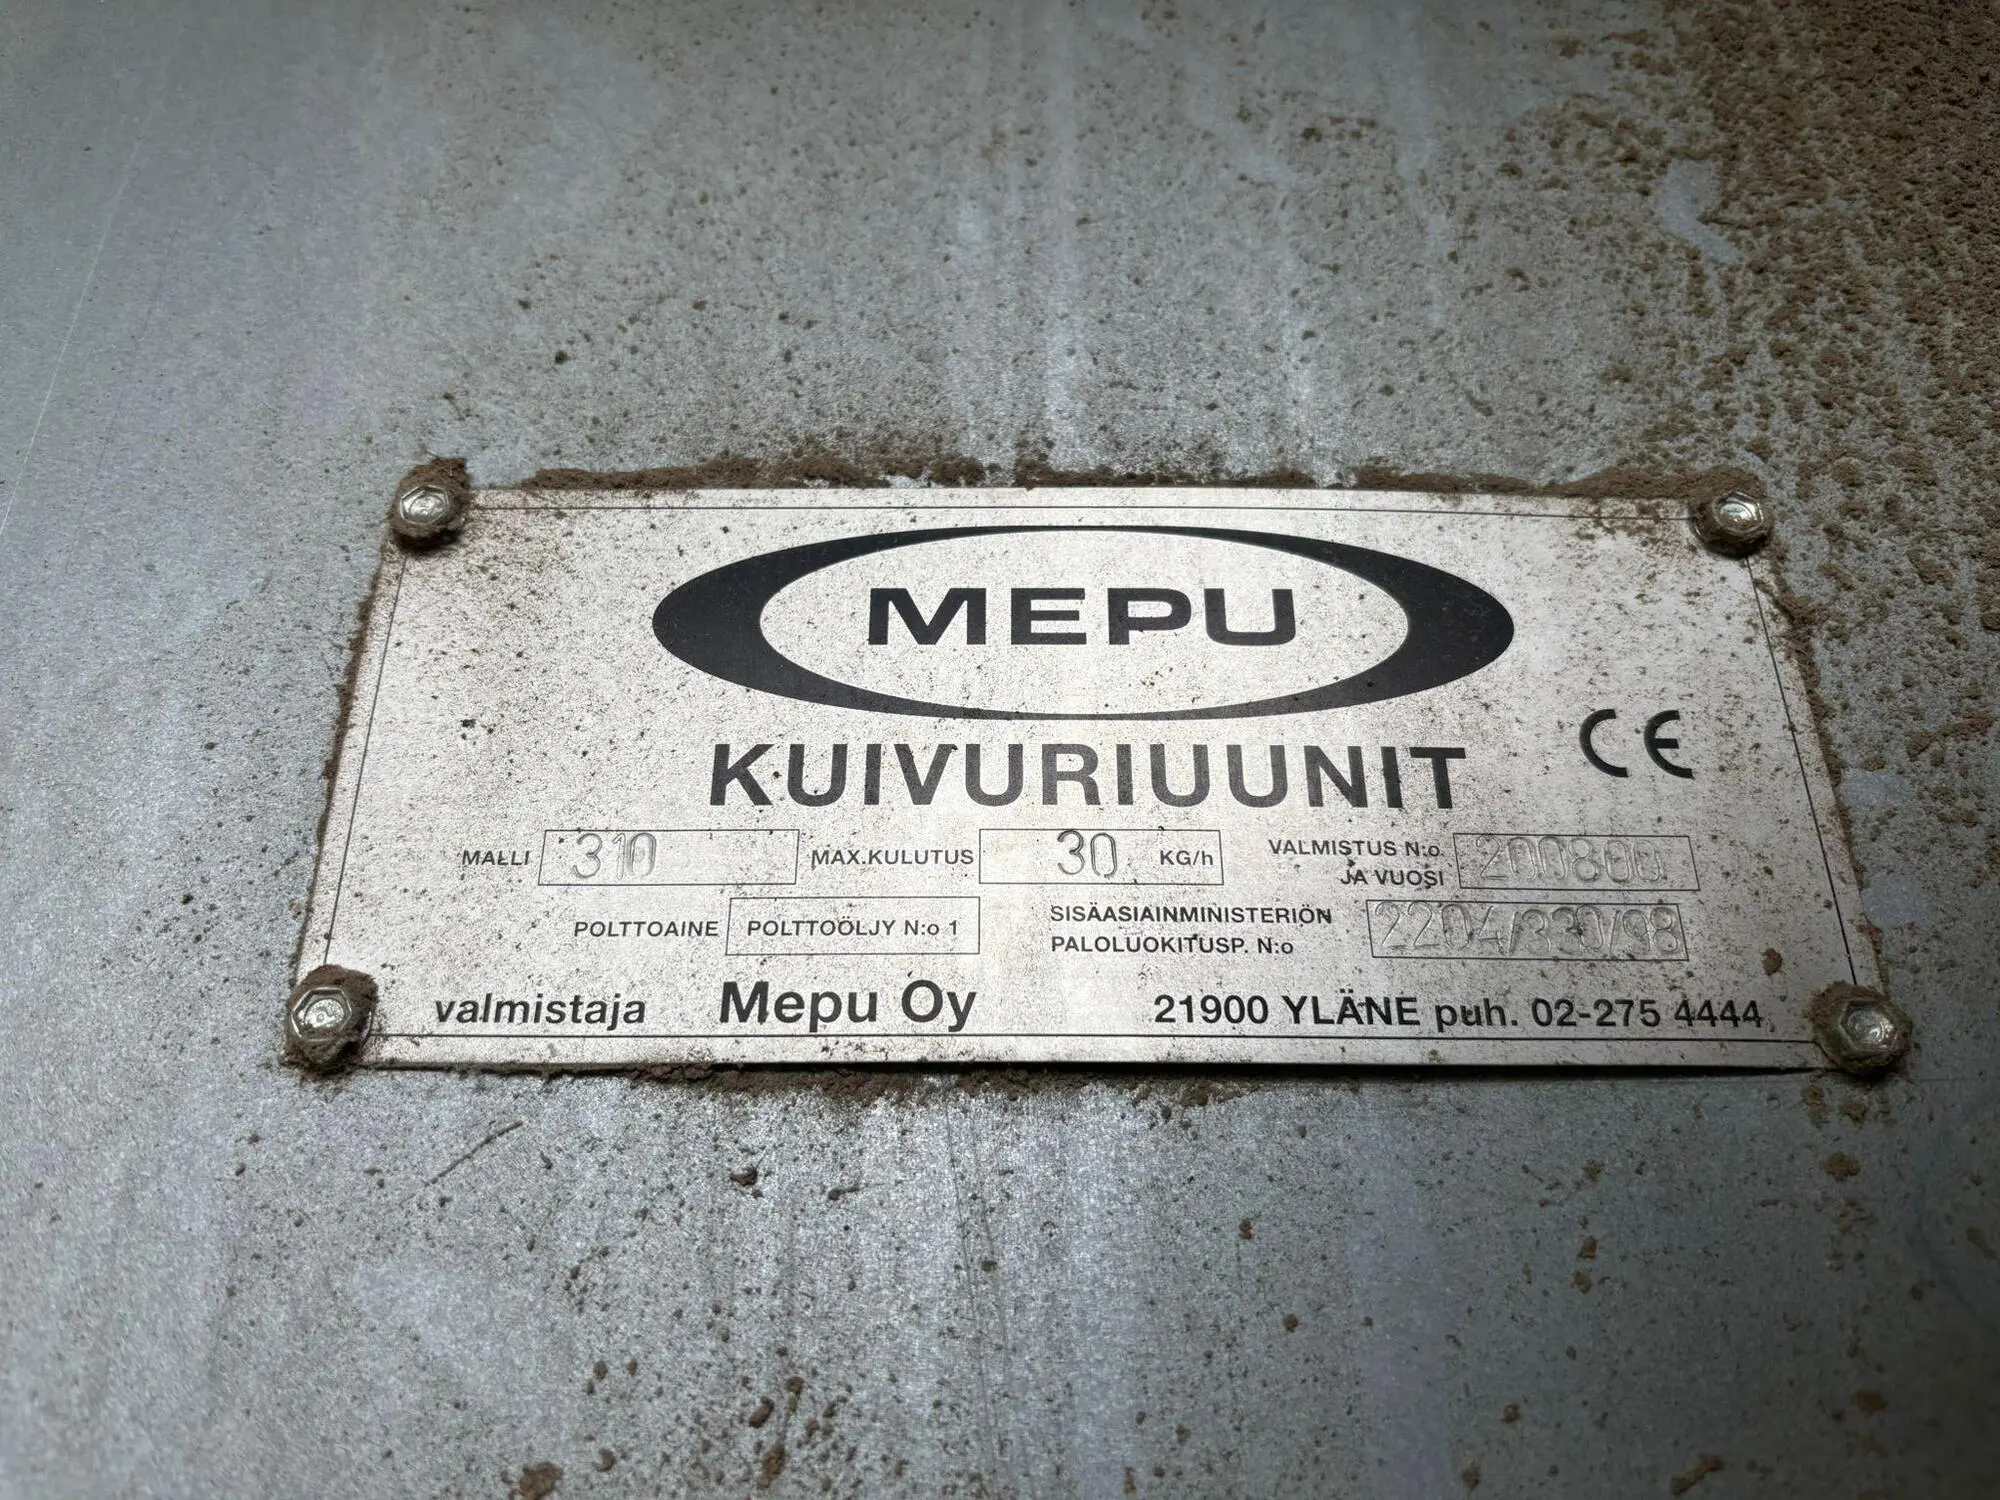 MEPU
KUIVURIUUNIT
CE
MALLI 310 MAX.KULUTUS 30 KG/h VALMISTUS N:o 200800
JA VUOSI
POLTTOAINE POLTTOÖLJY N:o 1 SISÄASIAINMINISTERIÖN 2204/330/98
PALOLUOKITUSP. N:o
valmistaja Mepu Oy 21900 YLÄNE puh. 02-275 4444